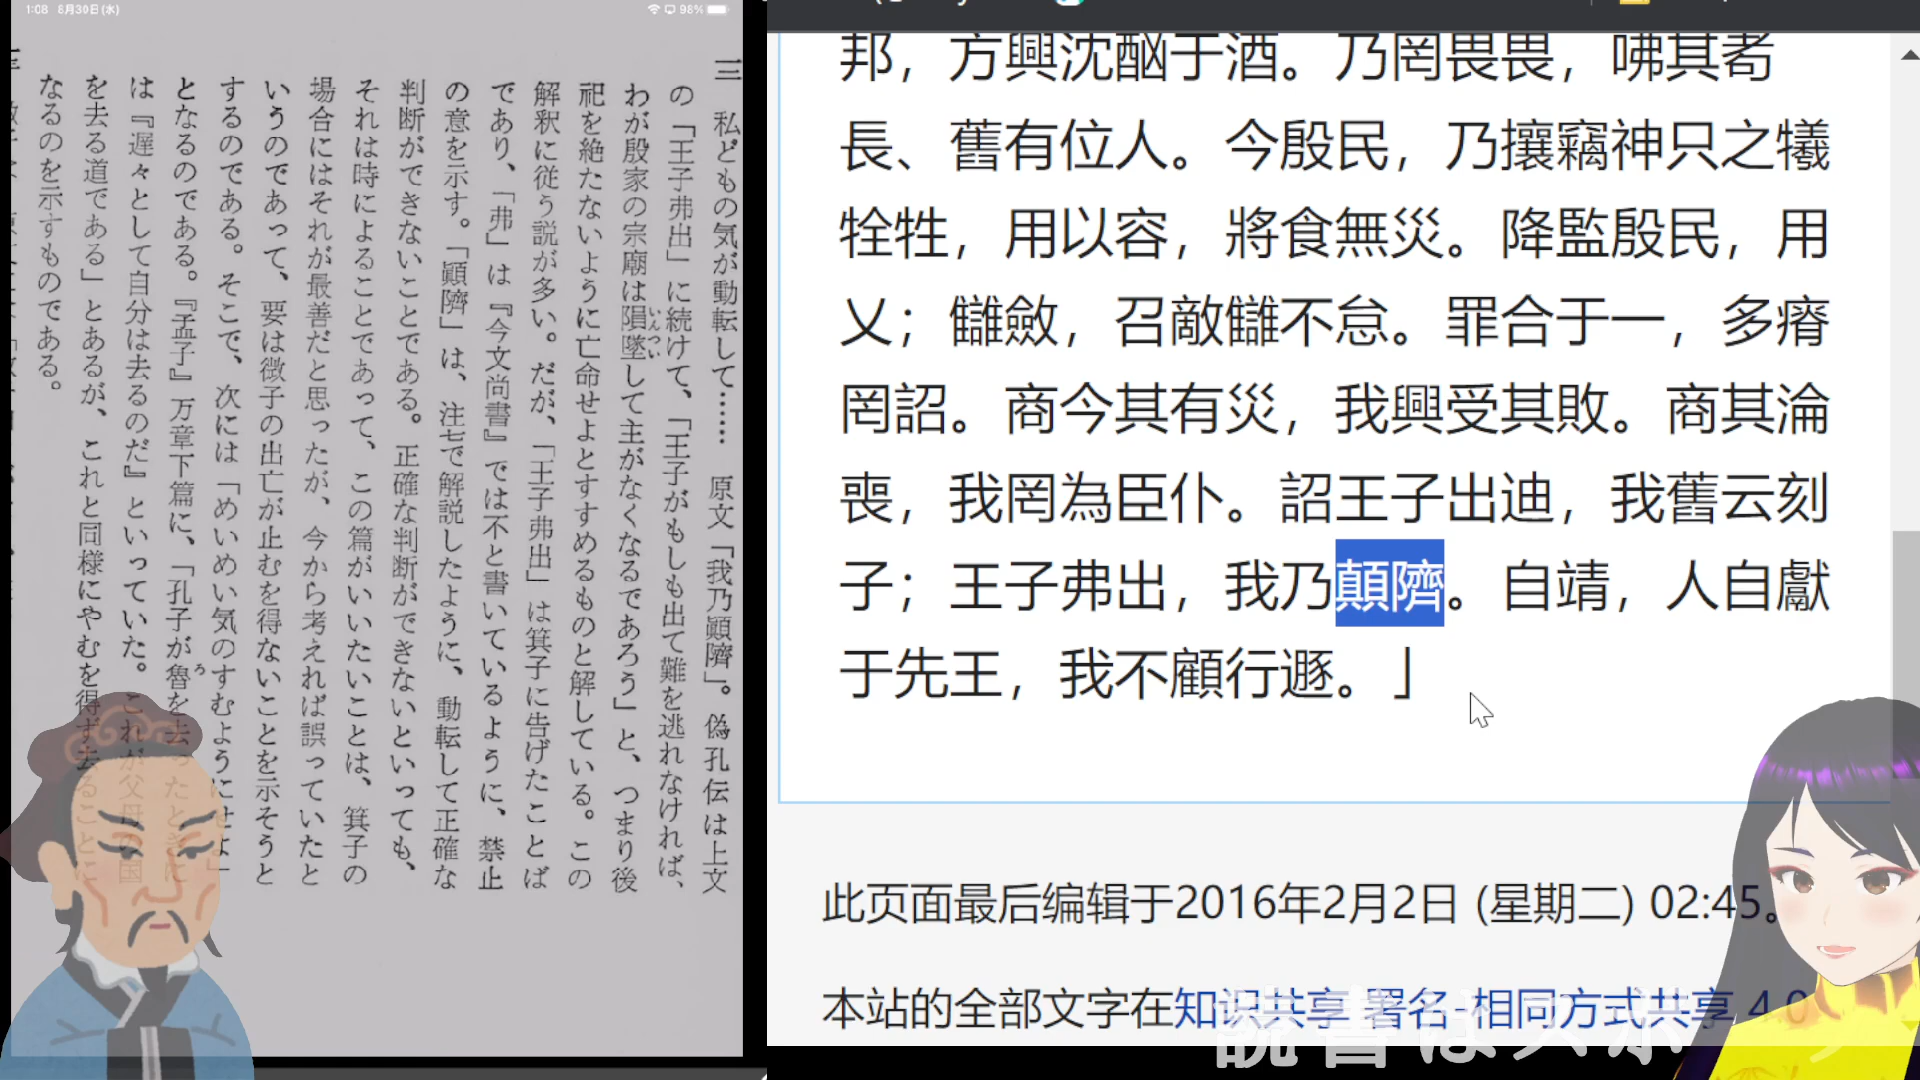 1:08 8月30日(水)
98%
三 私どもの気が動転して…… 原文「我乃顚隮」。偽孔伝は上文
の「王子弗出」に続けて、「王子がもしも出て難を逃れなければ、
わが殷家の宗廟は隕墜して主がなくなるであろう」と、つまり後
いんつい
祀を絶たないように亡命せよとすすめるものと解している。この
解釈に従う説が多い。だが、「王子弗出」は箕子に告げたことば
であり、「弗」は『今文尚書』では不と書いているように、禁止
の意を示す。「顚隮」は、注七で解説したように、動転して正確な
判断ができないことである。正確な判断ができないといっても、
それは時によることであって、この篇がいいたいことは、箕子の
場合にはそれが最善だと思ったが、今から考えれば誤っていたと
いうのであって、要は微子の出亡が止むを得ないことを示そうと
するのである。そこで、次には「めいめい気のすむようにせよ」
となるのである。『孟子』万章下篇に、「孔子が魯を去ったときに
ろ
は『遅々として自分は去るのだ』といっていた。これが父母の国
を去る道である」とあるが、これと同様にやむを得ず去ることに
なるのを示すものである。
邦，方興沈酗于酒。乃罔畏畏，咈其耇
長、舊有位人。今殷民，乃攘竊神只之犧
牷牲，用以容，將食無災。降監殷民，用
乂；讎斂，召敵讎不怠。罪合于一，多瘠
罔詔。商今其有災，我興受其敗。商其淪
喪，我罔為臣仆。詔王子出迪，我舊云刻
子；王子弗出，我乃顛隮。自靖，人自獻
于先王，我不顧行遯。」
此页面最后编辑于2016年2月2日 (星期二) 02:45。
本站的全部文字在知识共享 署名-相同方式共享 4.0
読書はスポ